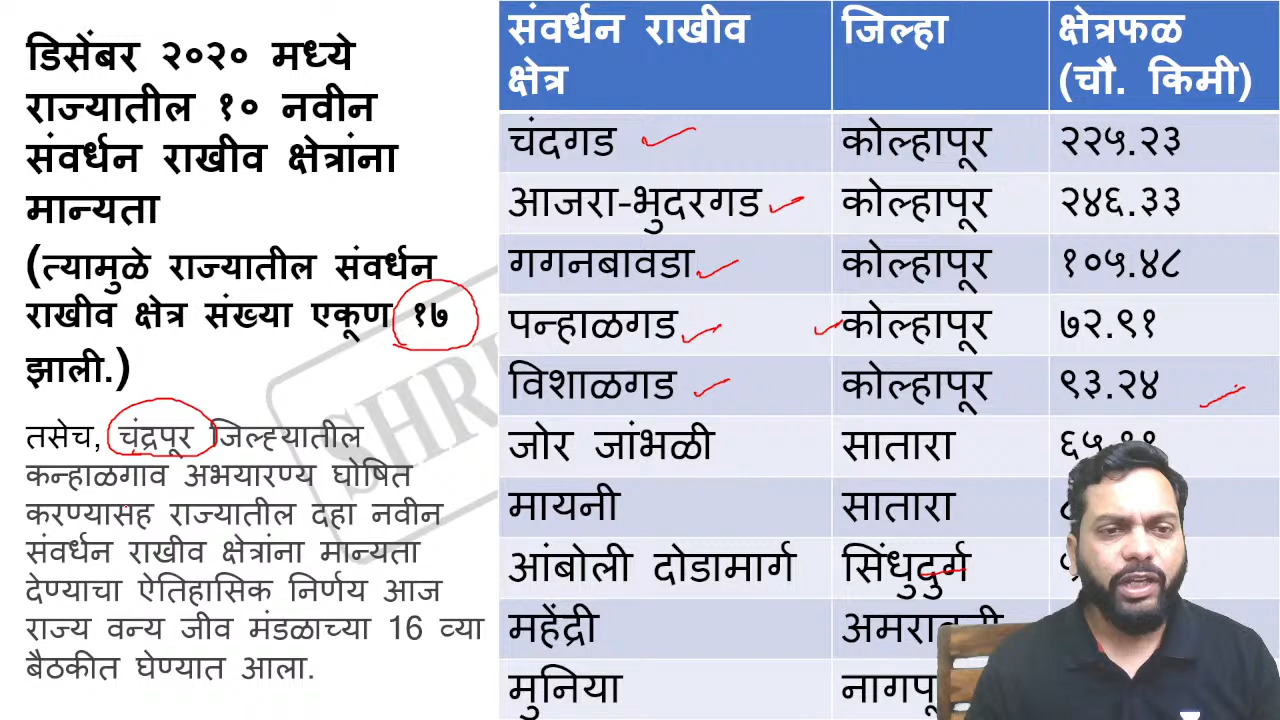 डिसेंबर २०२० मध्ये
राज्यातील १० नवीन
संवर्धन राखीव क्षेत्रांना
मान्यता
(त्यामुळे राज्यातील संवर्धन
राखीव क्षेत्र संख्या एकूण १७
झाली.)
तसेच, चंद्रपूर जिल्ह्यातील
कन्हाळगाव अभयारण्य घोषित
करण्यासह राज्यातील दहा नवीन
संवर्धन राखीव क्षेत्रांना मान्यता
देण्याचा ऐतिहासिक निर्णय आज
राज्य वन्य जीव मंडळाच्या 16 व्या
बैठकीत घेण्यात आला.
संवर्धन राखीव क्षेत्र जिल्हा क्षेत्रफळ (चौ. किमी)
चंदगड कोल्हापूर २२५.२३
आजरा-भुदरगड कोल्हापूर २४६.३३
गगनबावडा कोल्हापूर १०५.४८
पन्हाळगड कोल्हापूर ७२.९१
विशाळगड कोल्हापूर ९३.२४
जोर जांभळी सातारा
मायनी सातारा
आंबोली दोडामार्ग सिंधुदुर्ग
महेंद्री
मुनिया